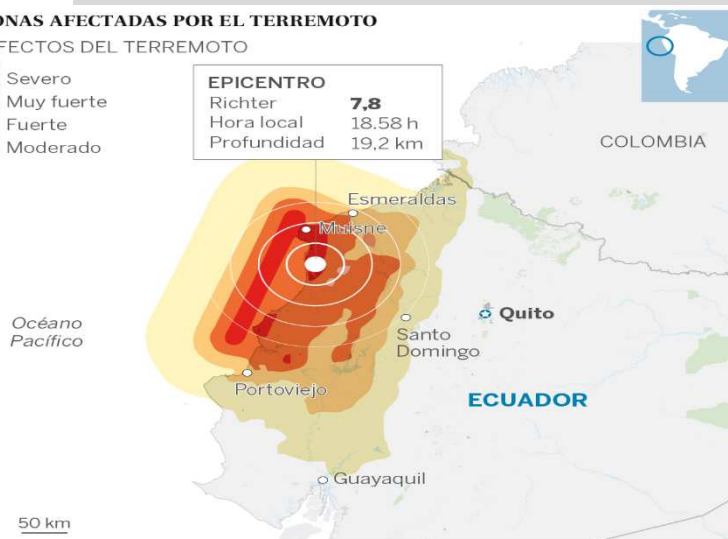 ONAS AFECTADAS POR EL TERREMOTO
FECTOS DEL TERREMOTO
Severo
Muy fuerte
Fuerte
Moderado
EPICENTRO
Richter 7,8
Hora local 18.58 h
Profundidad 19,2 km
COLOMBIA
Esmeraldas
Muisne
Océano
Pacífico
Quito
Santo
Domingo
Portoviejo
ECUADOR
Guayaquil
50 km